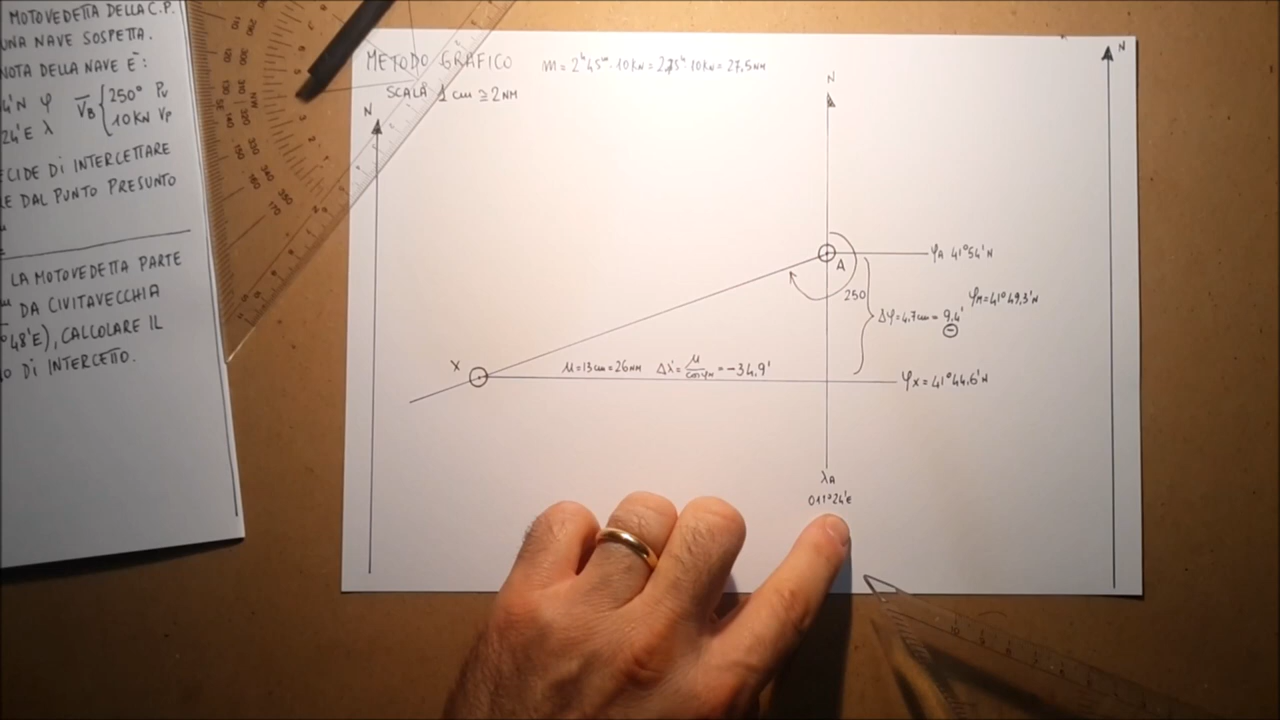 MOTOVEDETTA DELLA C.P.
UNA NAVE SOSPETTA.
NOTA DELLA NAVE È:
4'N φ
24'E λ
V̅B { 250° Pv
10KN Vp
CIDE DI INTERCETTARE
E DAL PUNTO PRESUNTO
LA MOTOVEDETTA PARTE
DA CIVITAVECCHIA
°48'E), CALCOLARE IL
O DI INTERCETTO.
METODO GRAFICO
m = 2ʰ45ᵐ · 10KN = 2,75ʰ · 10KN = 27,5NM
SCALA 1 cm ≅ 2 NM
N
N
N
A
φA 41°54'N
250
Δφ = 4,7cm = 9,4'
⊖
φM = 41°49,3'N
X
μ = 13cm = 26NM
Δλ = μ/cosφM = -34,9'
φX = 41°44,6'N
λA
011°24'E